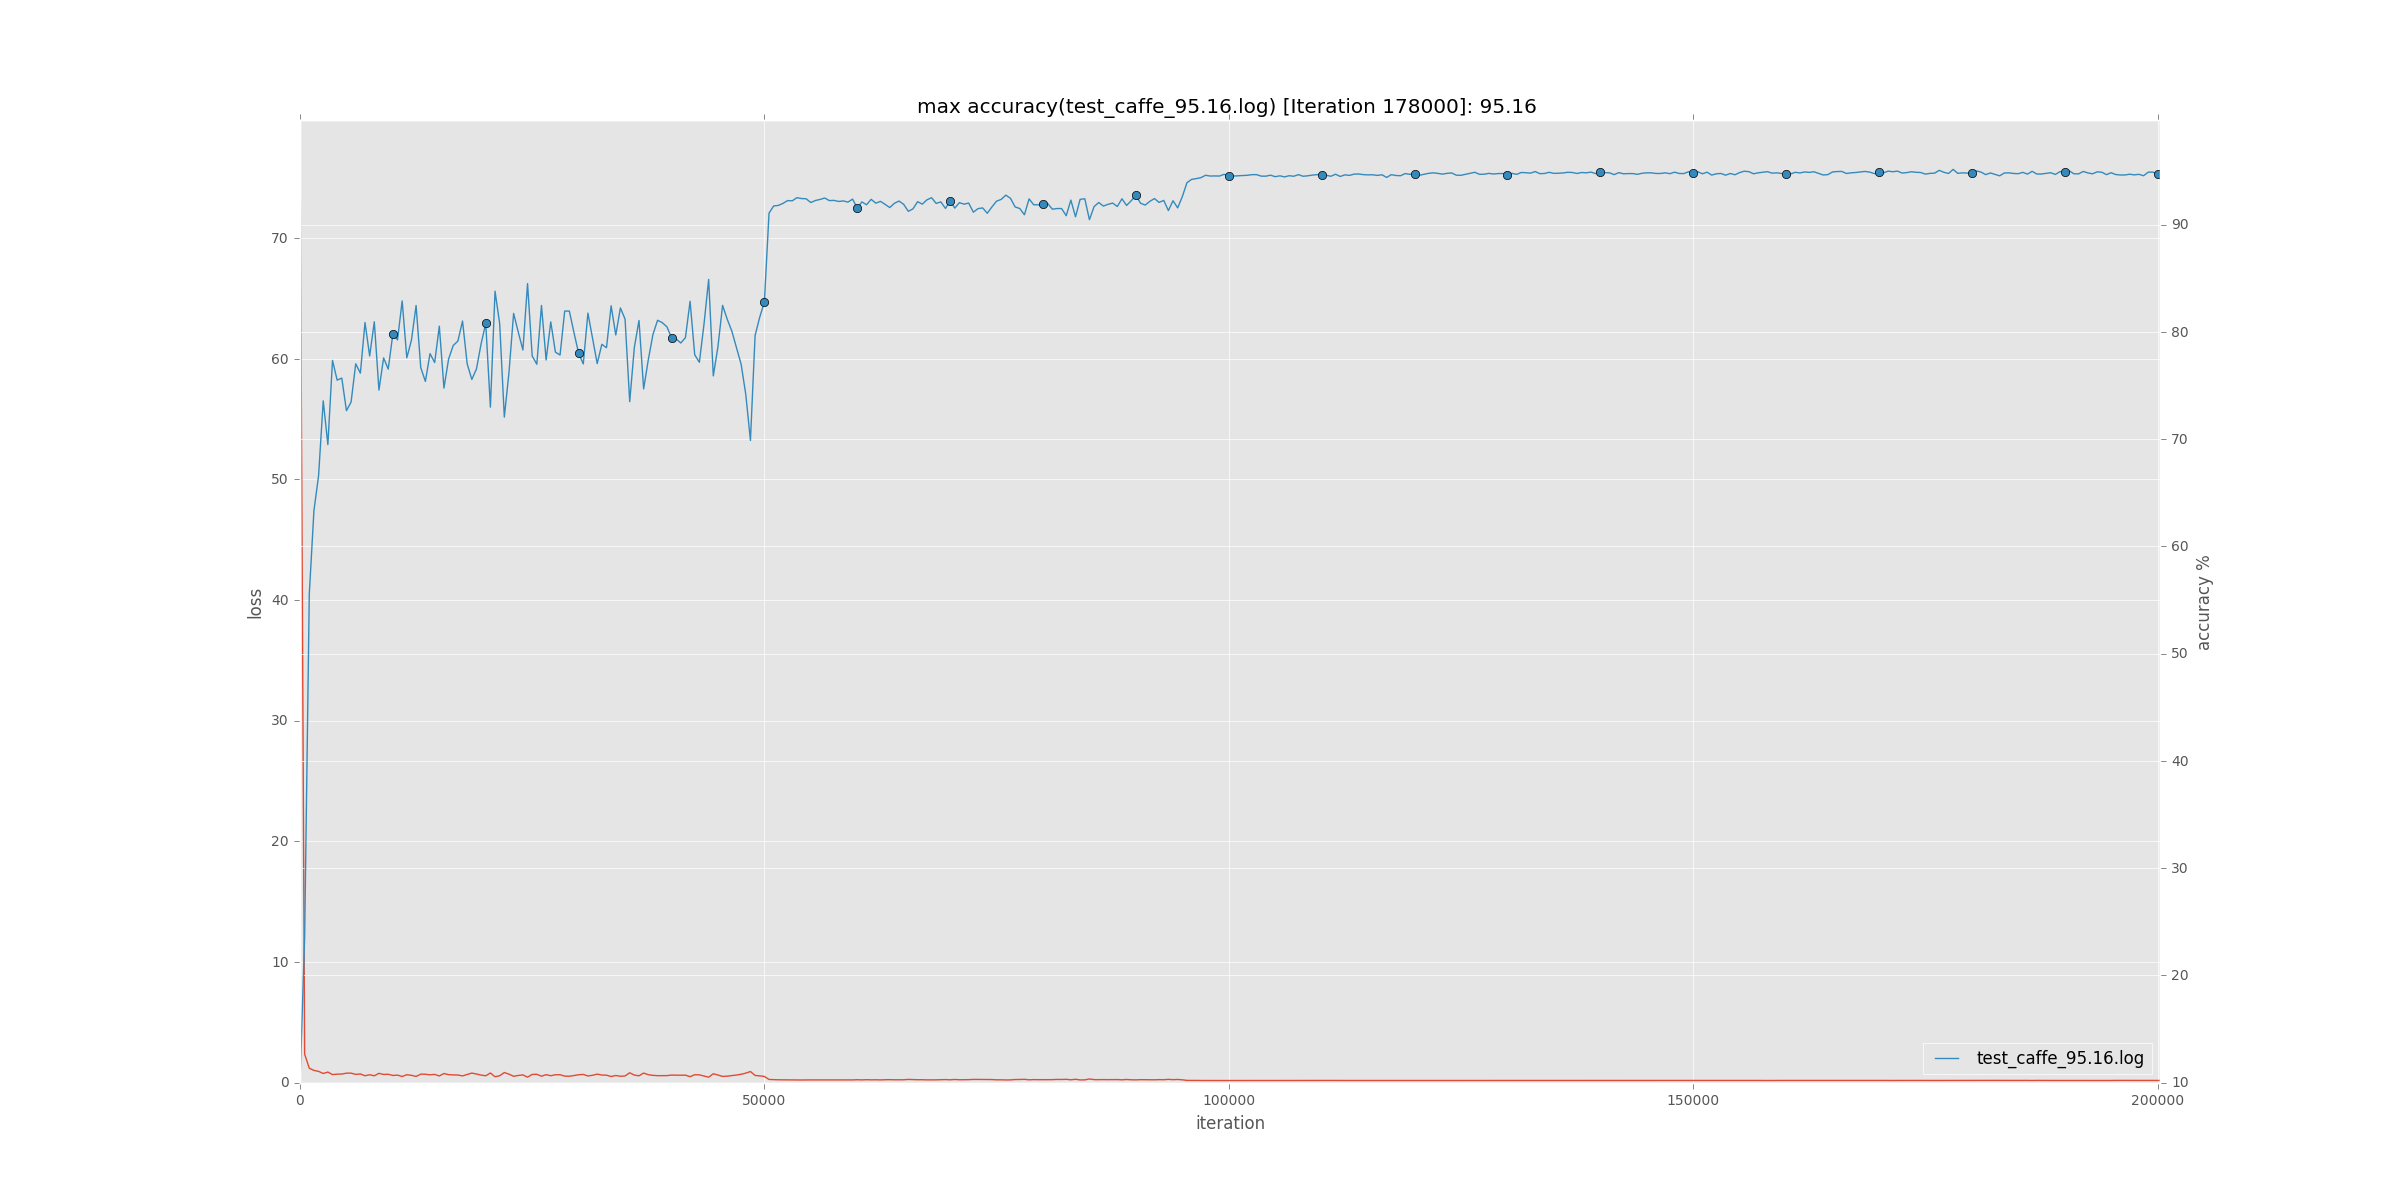 max accuracy(test_caffe_95.16.log) [Iteration 178000]: 95.16
70
60
50
40
30
20
10
0
loss
90
80
70
60
50
40
30
20
10
accuracy %
test_caffe_95.16.log
0 50000 100000 150000 200000
iteration